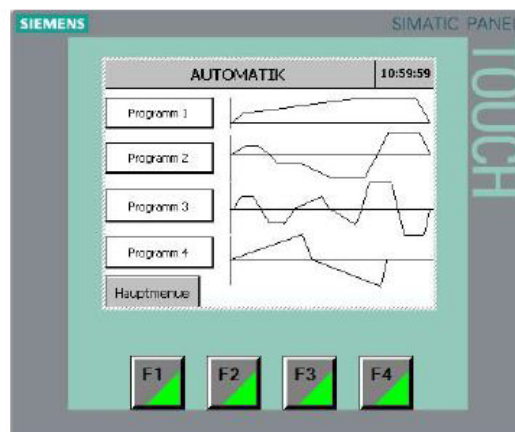 SIEMENS
SIMATIC PANEL
TOUCH
AUTOMATIK
10:59:59
Programm 1
Programm 2
Programm 3
Programm 4
Hauptmenue
F1
F2
F3
F4